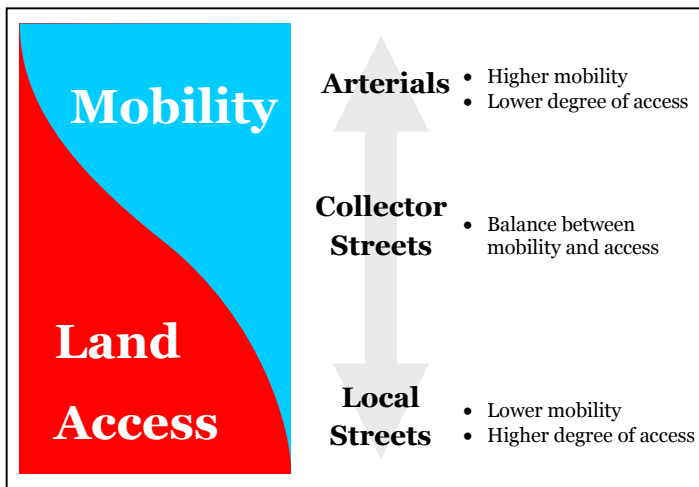 Mobility
Land
Access
Arterials
• Higher mobility
• Lower degree of access
Collector
Streets
• Balance between
mobility and access
Local
Streets
• Lower mobility
• Higher degree of access